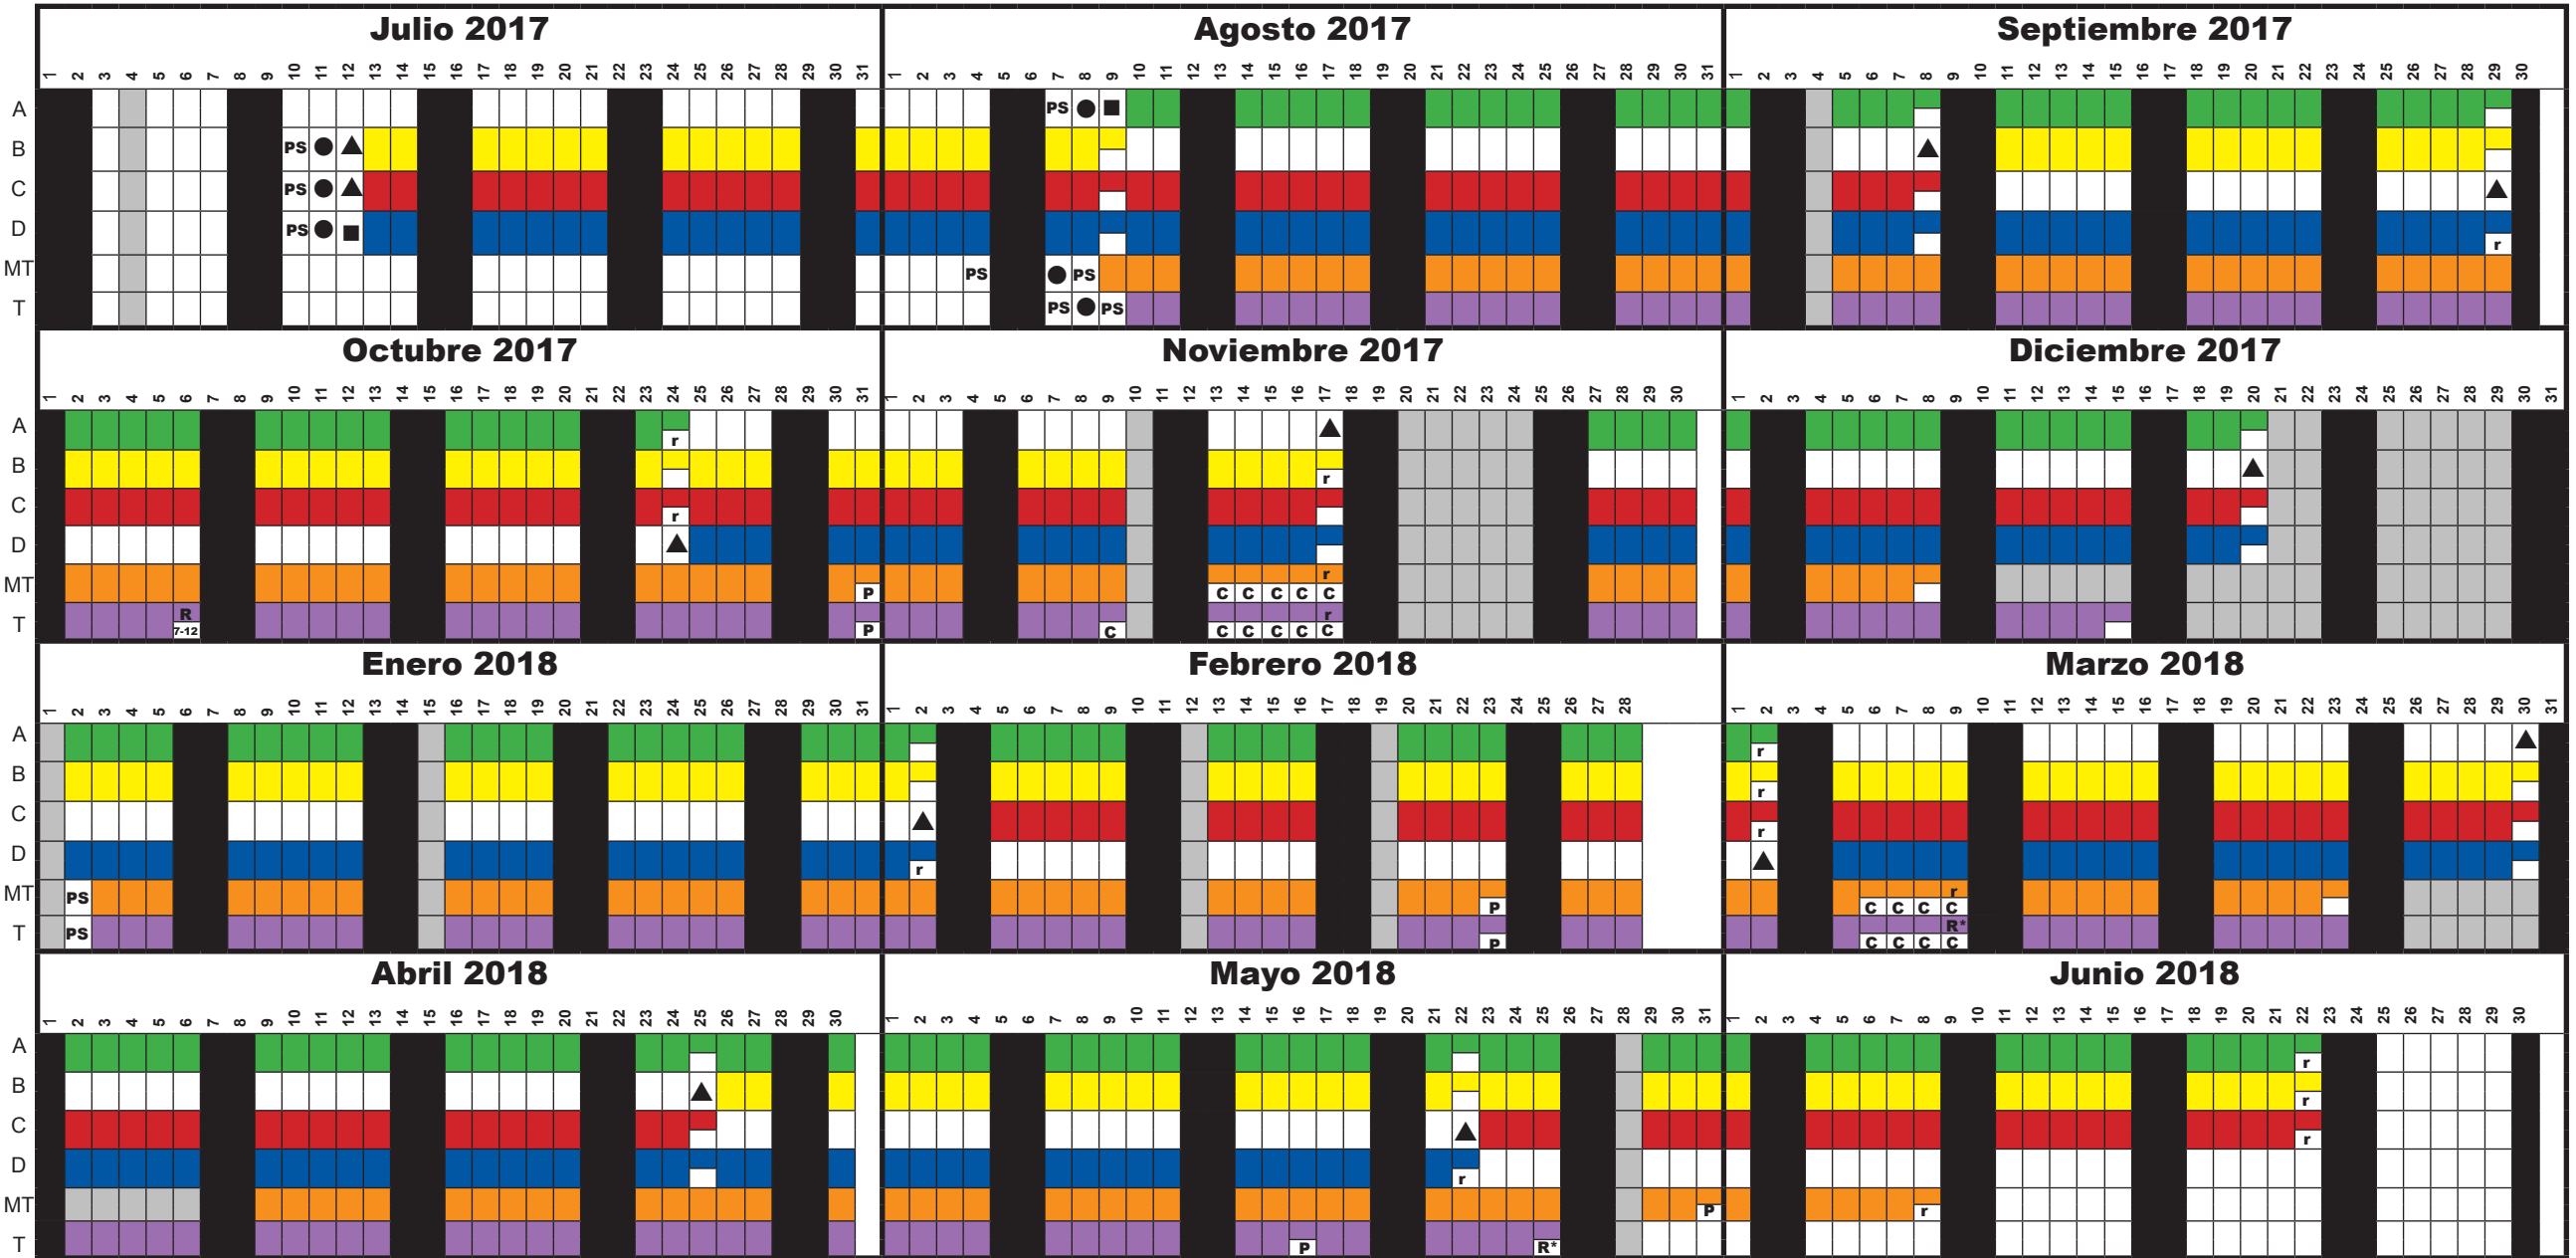 Julio 2017 Agosto 2017 Septiembre 2017
1 2 3 4 5 6 7 8 9 10 11 12 13 14 15 16 17 18 19 20 21 22 23 24 25 26 27 28 29 30 31 1 2 3 4 5 6 7 8 9 10 11 12 13 14 15 16 17 18 19 20 21 22 23 24 25 26 27 28 29 30 31 1 2 3 4 5 6 7 8 9 10 11 12 13 14 15 16 17 18 19 20 21 22 23 24 25 26 27 28 29 30
A PS
B PS
C PS
D PS r
MT PS PS
T PS PS
Octubre 2017 Noviembre 2017 Diciembre 2017
1 2 3 4 5 6 7 8 9 10 11 12 13 14 15 16 17 18 19 20 21 22 23 24 25 26 27 28 29 30 31 1 2 3 4 5 6 7 8 9 10 11 12 13 14 15 16 17 18 19 20 21 22 23 24 25 26 27 28 29 30 1 2 3 4 5 6 7 8 9 10 11 12 13 14 15 16 17 18 19 20 21 22 23 24 25 26 27 28 29 30 31
A r
B r
C r
D
MT r
P C C C C C
T R r
7-12 P C C C C C C
Enero 2018 Febrero 2018 Marzo 2018
1 2 3 4 5 6 7 8 9 10 11 12 13 14 15 16 17 18 19 20 21 22 23 24 25 26 27 28 29 30 31 1 2 3 4 5 6 7 8 9 10 11 12 13 14 15 16 17 18 19 20 21 22 23 24 25 26 27 28 1 2 3 4 5 6 7 8 9 10 11 12 13 14 15 16 17 18 19 20 21 22 23 24 25 26 27 28 29 30 31
A r
B r
C r
D r
MT PS r
P C C C C
T PS R*
P C C C C
Abril 2018 Mayo 2018 Junio 2018
1 2 3 4 5 6 7 8 9 10 11 12 13 14 15 16 17 18 19 20 21 22 23 24 25 26 27 28 29 30 1 2 3 4 5 6 7 8 9 10 11 12 13 14 15 16 17 18 19 20 21 22 23 24 25 26 27 28 29 30 31 1 2 3 4 5 6 7 8 9 10 11 12 13 14 15 16 17 18 19 20 21 22 23 24 25 26 27 28 29 30
A r
B r
C r
D r
MT P r
T P R*